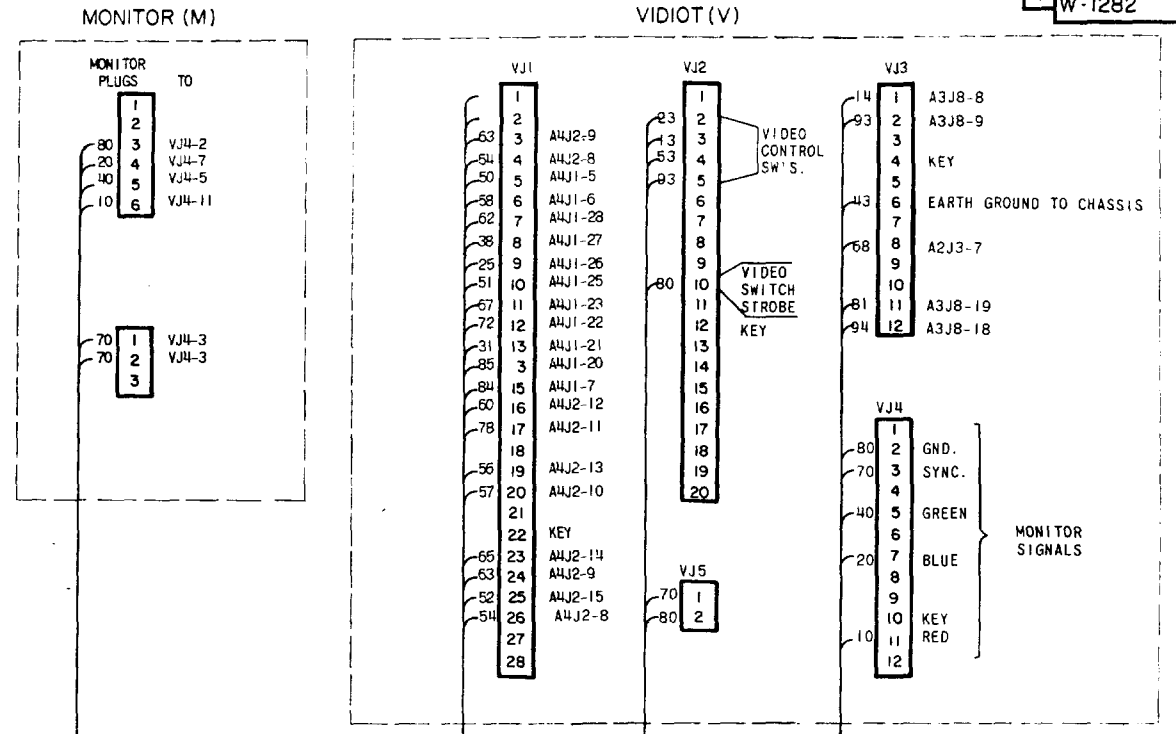 MONITOR (M)
VIDIOT (V)
W-1282
MONITOR
PLUGS TO
1
2
80 3 VJ4-2
20 4 VJ4-7
40 5 VJ4-5
10 6 VJ4-11
70 1 VJ4-3
70 2 VJ4-3
3
VJ1
1
2
63 3 A4J2-9
54 4 A4J2-8
50 5 A4J1-5
58 6 A4J1-6
62 7 A4J1-28
38 8 A4J1-27
25 9 A4J1-26
51 10 A4J1-25
67 11 A4J1-23
72 12 A4J1-22
31 13 A4J1-21
85 3 A4J1-20
84 15 A4J1-7
60 16 A4J2-12
78 17 A4J2-11
18
56 19 A4J2-13
57 20 A4J2-10
21
22 KEY
65 23 A4J2-14
63 24 A4J2-9
52 25 A4J2-15
54 26 A4J2-8
27
28
VJ2
1
23 2
13 3
53 4
93 5
VIDEO
CONTROL
SW'S.
6
7
8
9
80 10
11
VIDEO
SWITCH
STROBE
12 KEY
13
14
15
16
17
18
19
20
VJ5
70 1
80 2
VJ3
14 1 A3J8-8
93 2 A3J8-9
3
4 KEY
5
43 6 EARTH GROUND TO CHASSIS
7
68 8 A2J3-7
9
10
81 11 A3J8-19
94 12 A3J8-18
VJ4
1
80 2 GND.
70 3 SYNC.
4
40 5 GREEN
6
20 7 BLUE
8
9
10 KEY
10 11 RED
12
MONITOR
SIGNALS